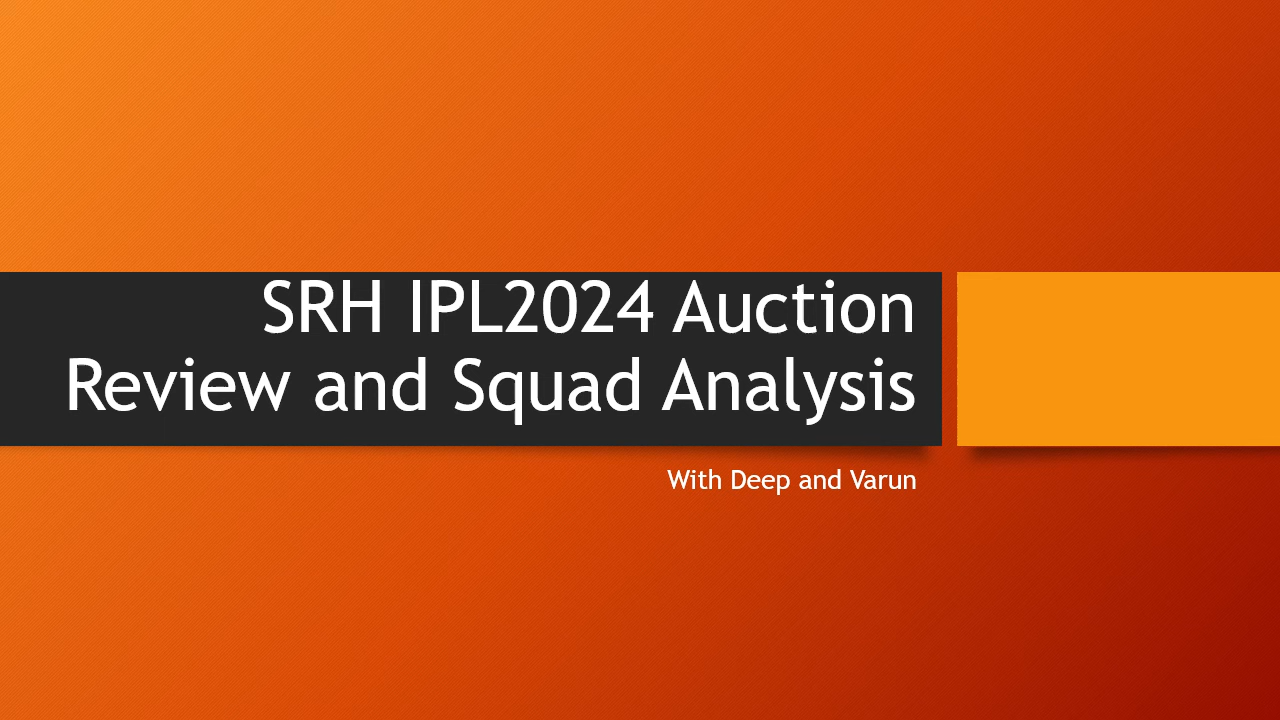 SRH IPL2024 Auction
Review and Squad Analysis
With Deep and Varun